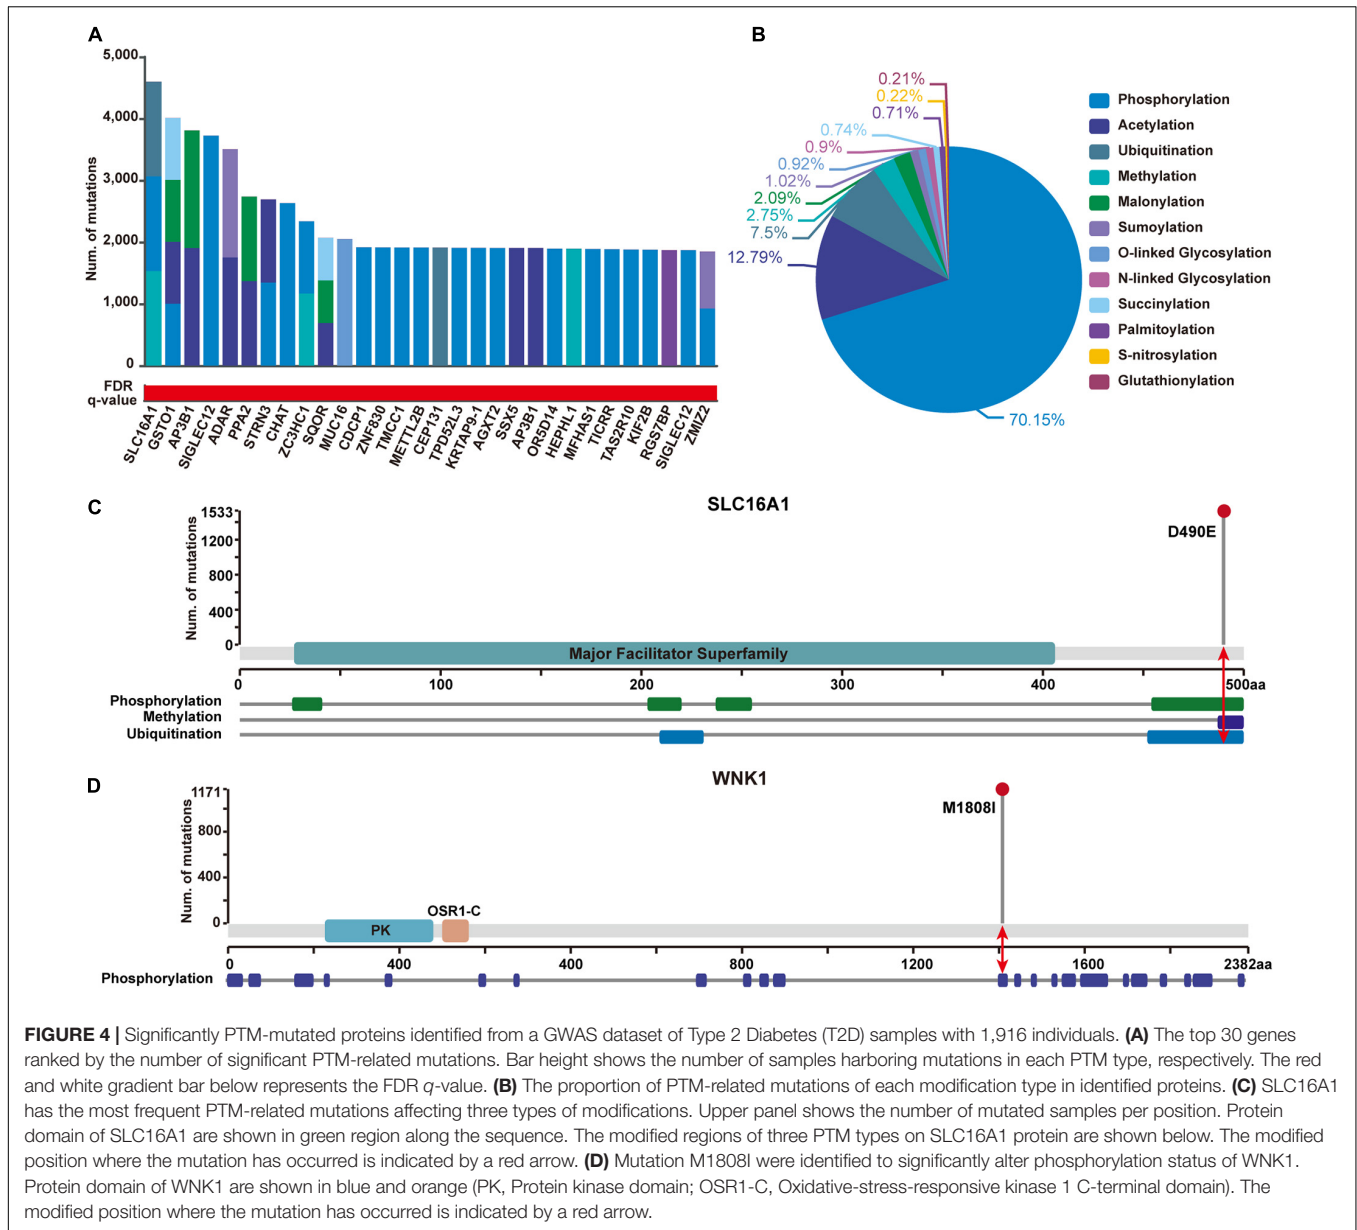 A
5,000
4,000
3,000
2,000
1,000
0
Num. of mutations
FDR
q-value
SLC16A1
GSTO1
AP3B1
SIGLEC12
ADAR
PPA2
STRN3
CHAT
ZC3HC1
SQOR
MUC16
CDCP1
ZNF830
TMCC1
METTL2B
CEP131
TPD52L3
KRTAP9-1
AGXT2
SSX5
AP3B1
OR5D14
HEPHL1
MFHAS1
TICRR
TAS2R10
KIF2B
RGS7BP
SIGLEC12
ZMIZ2
B
0.21%
0.22%
0.71%
0.74%
0.9%
0.92%
1.02%
2.09%
2.75%
7.5%
12.79%
70.15%
Phosphorylation
Acetylation
Ubiquitination
Methylation
Malonylation
Sumoylation
O-linked Glycosylation
N-linked Glycosylation
Succinylation
Palmitoylation
S-nitrosylation
Glutathionylation
C
SLC16A1
Num. of mutations
1533
1200
800
400
0
D490E
Major Facilitator Superfamily
0 100 200 300 400 500aa
Phosphorylation
Methylation
Ubiquitination
D
WNK1
Num. of mutations
1171
800
400
0
M1808I
PK
OSR1-C
0 400 400 800 1200 1600 2382aa
Phosphorylation
FIGURE 4 | Significantly PTM-mutated proteins identified from a GWAS dataset of Type 2 Diabetes (T2D) samples with 1,916 individuals. (A) The top 30 genes
ranked by the number of significant PTM-related mutations. Bar height shows the number of samples harboring mutations in each PTM type, respectively. The red
and white gradient bar below represents the FDR q-value. (B) The proportion of PTM-related mutations of each modification type in identified proteins. (C) SLC16A1
has the most frequent PTM-related mutations affecting three types of modifications. Upper panel shows the number of mutated samples per position. Protein
domain of SLC16A1 are shown in green region along the sequence. The modified regions of three PTM types on SLC16A1 protein are shown below. The modified
position where the mutation has occurred is indicated by a red arrow. (D) Mutation M1808I were identified to significantly alter phosphorylation status of WNK1.
Protein domain of WNK1 are shown in blue and orange (PK, Protein kinase domain; OSR1-C, Oxidative-stress-responsive kinase 1 C-terminal domain). The
modified position where the mutation has occurred is indicated by a red arrow.